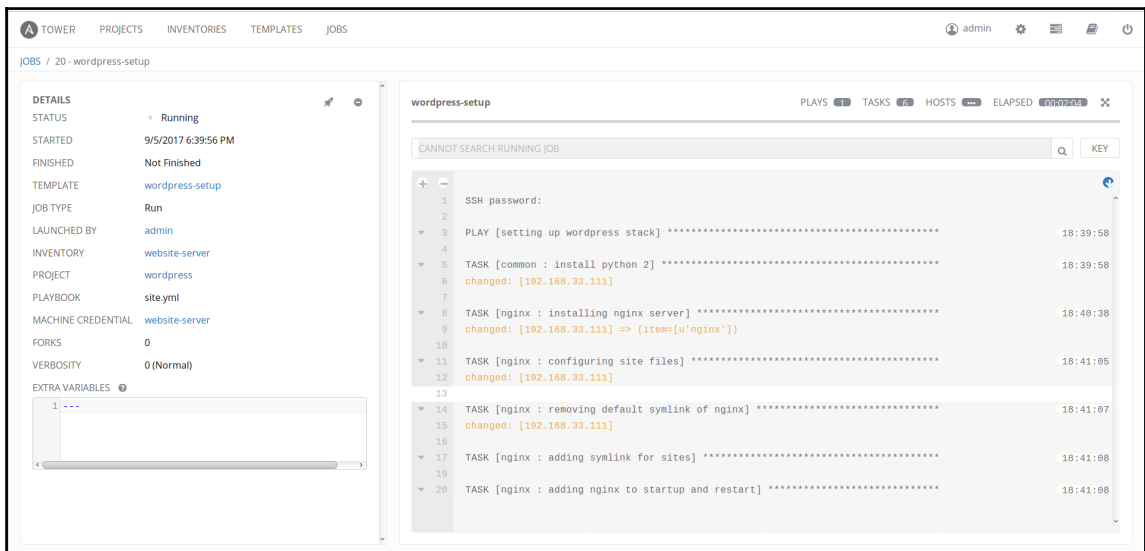 A TOWER PROJECTS INVENTORIES TEMPLATES JOBS admin
JOBS / 20 - wordpress-setup
DETAILS
STATUS Running
STARTED 9/5/2017 6:39:56 PM
FINISHED Not Finished
TEMPLATE wordpress-setup
JOB TYPE Run
LAUNCHED BY admin
INVENTORY website-server
PROJECT wordpress
PLAYBOOK site.yml
MACHINE CREDENTIAL website-server
FORKS 0
VERBOSITY 0 (Normal)
EXTRA VARIABLES ?
1 ---
wordpress-setup PLAYS 1 TASKS 6 HOSTS ... ELAPSED 00:02:04
CANNOT SEARCH RUNNING JOB KEY
1 SSH password:
2
3 PLAY [setting up wordpress stack] ********************************************** 18:39:58
4
5 TASK [common : install python 2] *********************************************** 18:39:58
6 changed: [192.168.33.111]
7
8 TASK [nginx : installing nginx server] ***************************************** 18:40:38
9 changed: [192.168.33.111] => (item=[u'nginx'])
10
11 TASK [nginx : configuring site files] ****************************************** 18:41:05
12 changed: [192.168.33.111]
13
14 TASK [nginx : removing default symlink of nginx] ******************************* 18:41:07
15 changed: [192.168.33.111]
16
17 TASK [nginx : adding symlink for sites] **************************************** 18:41:08
19
20 TASK [nginx : adding nginx to startup and restart] ***************************** 18:41:08